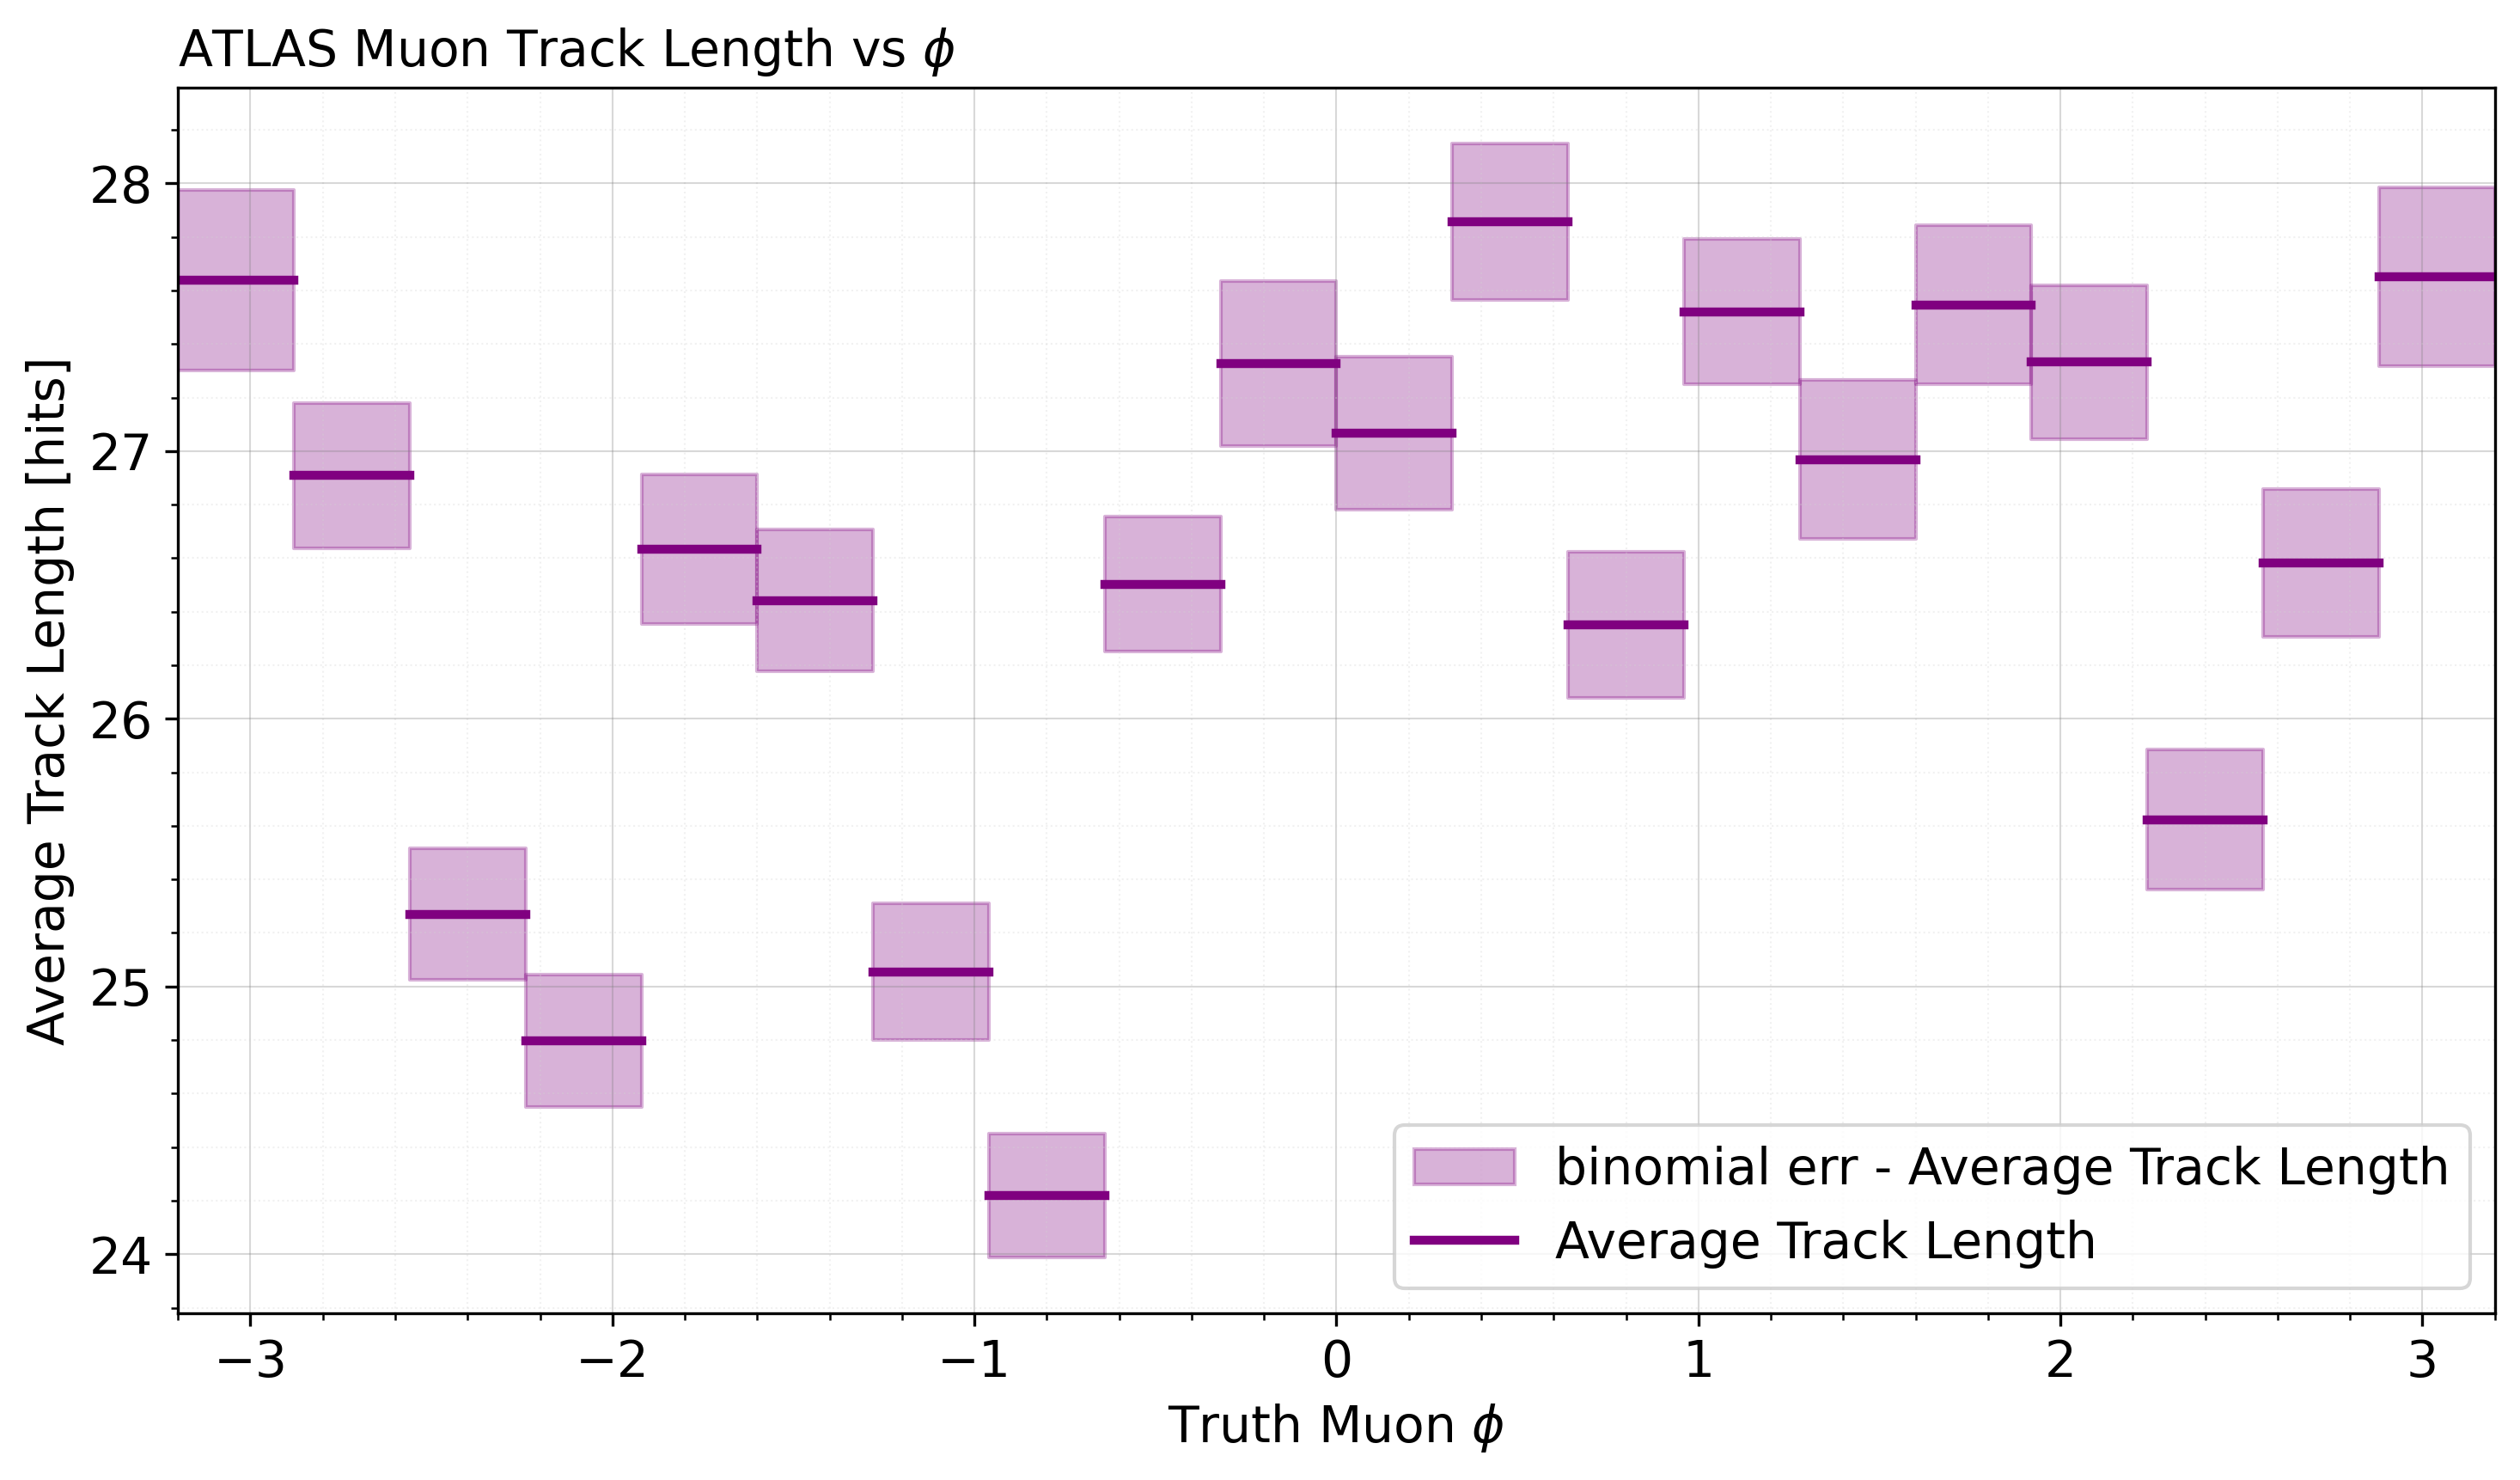 ATLAS Muon Track Length vs ϕ
Average Track Length [hits]
28
27
26
25
24
binomial err - Average Track Length
Average Track Length
−3 −2 −1 0 1 2 3
Truth Muon ϕ